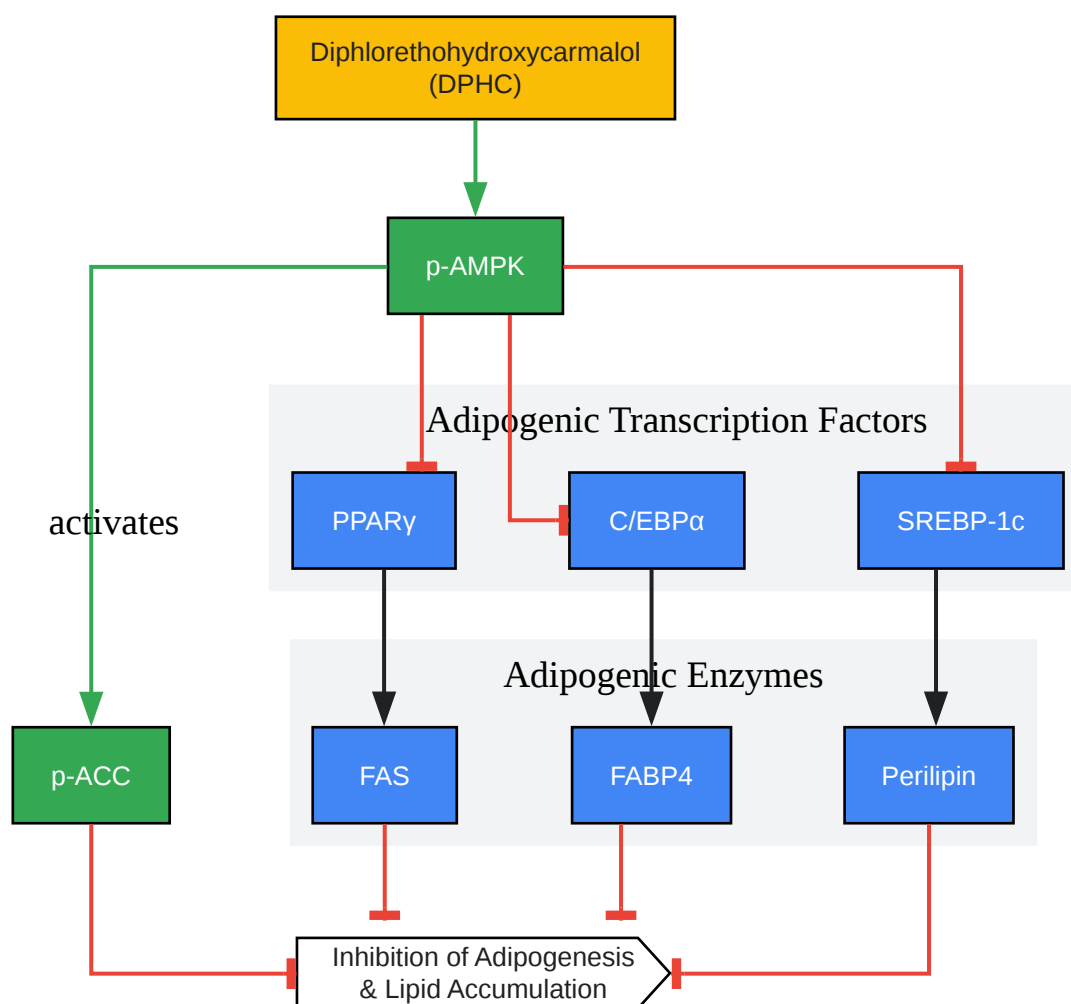 Diphlorethohydroxycarmalol
(DPHC)
p-AMPK
Adipogenic Transcription Factors
activates
PPARγ
C/EBPα
SREBP-1c
Adipogenic Enzymes
p-ACC
FAS
FABP4
Perilipin
Inhibition of Adipogenesis
& Lipid Accumulation